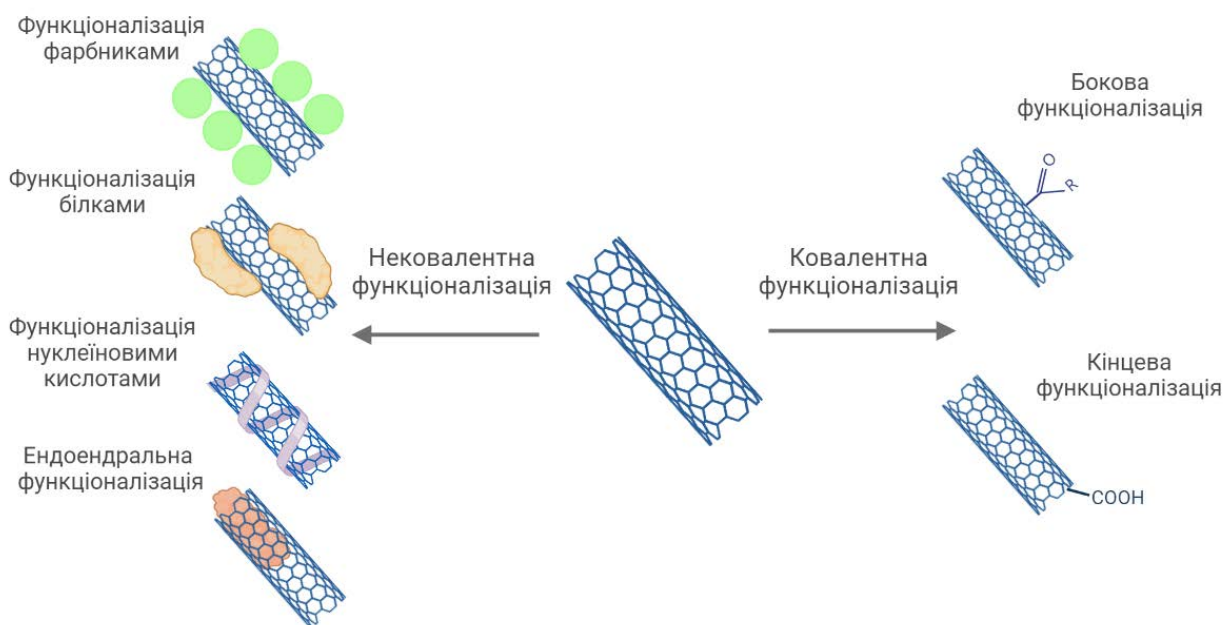 Функціоналізація
фарбниками
Функціоналізація
білками
Функціоналізація
нуклеїновими
кислотами
Ендоендральна
функціоналізація
Нековалентна
функціоналізація
Ковалентна
функціоналізація
Бокова
функціоналізація
O
R
Кінцева
функціоналізація
COOH